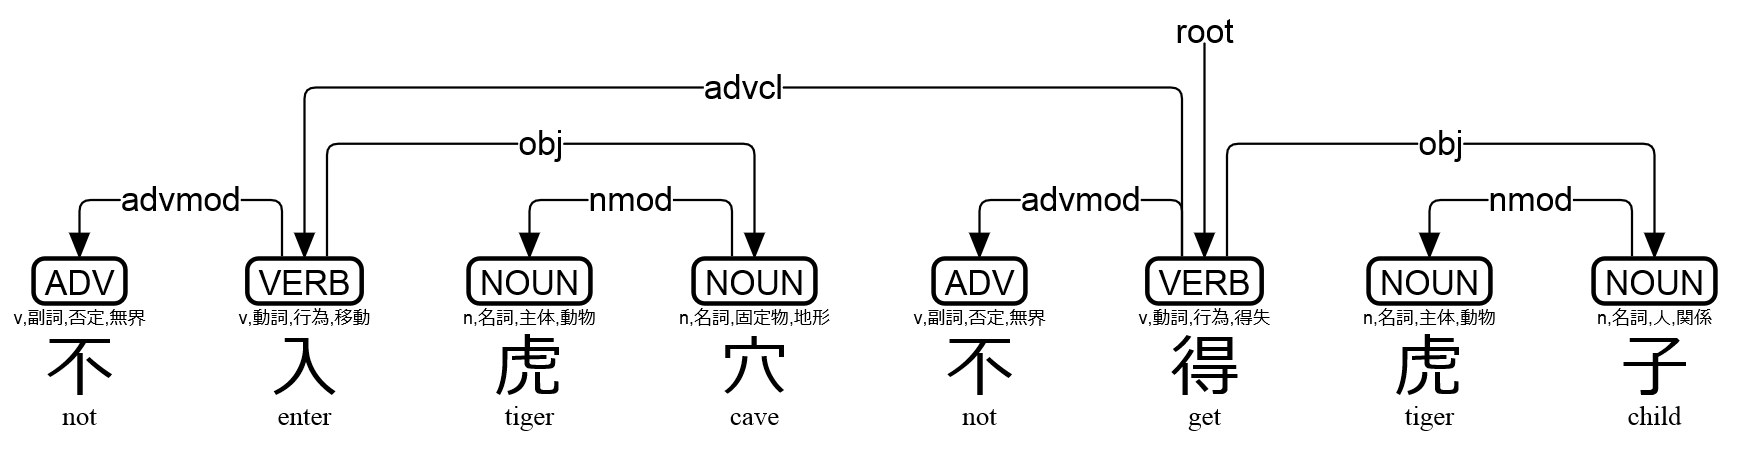 root
advcl
obj obj
advmod nmod advmod nmod
ADV VERB NOUN NOUN ADV VERB NOUN NOUN
v,副詞,否定,無界 v,動詞,行為,移動 n,名詞,主体,動物 n,名詞,固定物,地形 v,副詞,否定,無界 v,動詞,行為,得失 n,名詞,主体,動物 n,名詞,人,関係
不 入 虎 穴 不 得 虎 子
not enter tiger cave not get tiger child